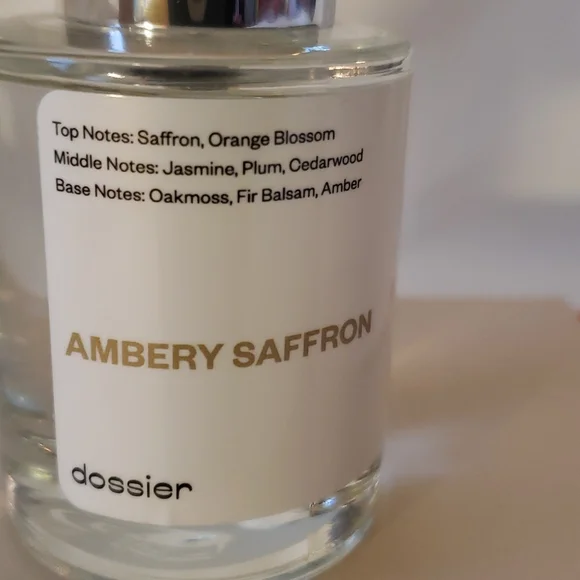 Top Notes: Saffron, Orange Blossom
Middle Notes: Jasmine, Plum, Cedarwood
Base Notes: Oakmoss, Fir Balsam, Amber
AMBERY SAFFRON
dossier